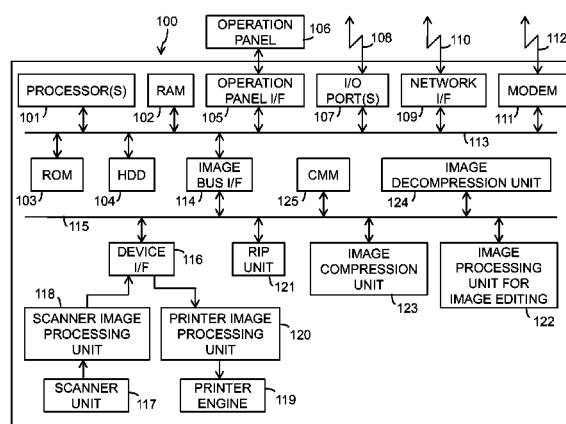 100
OPERATION
PANEL
106
108
110
112
PROCESSOR(S)
101
RAM
102
OPERATION
PANEL I/F
105
I/O
PORT(S)
107
NETWORK
I/F
109
MODEM
111
113
ROM
103
HDD
104
IMAGE
BUS I/F
114
CMM
125
IMAGE
DECOMPRESSION UNIT
124
115
DEVICE
I/F
116
RIP
UNIT
121
IMAGE
COMPRESSION
UNIT
123
IMAGE
PROCESSING
UNIT FOR
IMAGE EDITING
122
118
SCANNER IMAGE
PROCESSING
UNIT
PRINTER IMAGE
PROCESSING
UNIT
120
SCANNER
UNIT
117
PRINTER
ENGINE
119